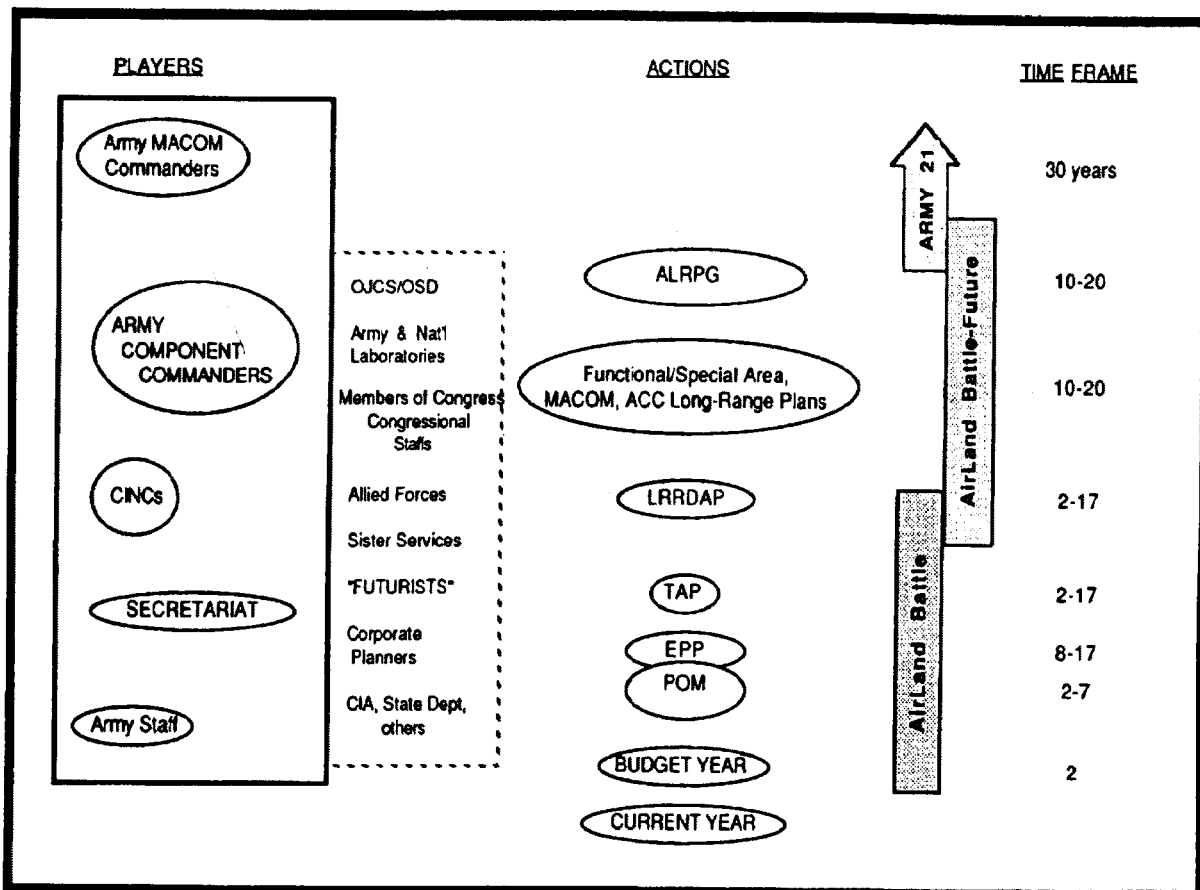 PLAYERS
ACTIONS
TIME FRAME
Army MACOM
Commanders
ARMY
COMPONENT
COMMANDERS
CINCs
SECRETARIAT
Army Staff
OJCS/OSD
Army & Nat'l
Laboratories
Members of Congress
Congressional
Staffs
Allied Forces
Sister Services
"FUTURISTS"
Corporate
Planners
CIA, State Dept,
others
ALRPG
Functional/Special Area,
MACOM, ACC Long-Range Plans
LRRDAP
TAP
EPP
POM
BUDGET YEAR
CURRENT YEAR
ARMY 21
AirLand Battle-Future
AirLand Battle
30 years
10-20
10-20
2-17
2-17
8-17
2-7
2